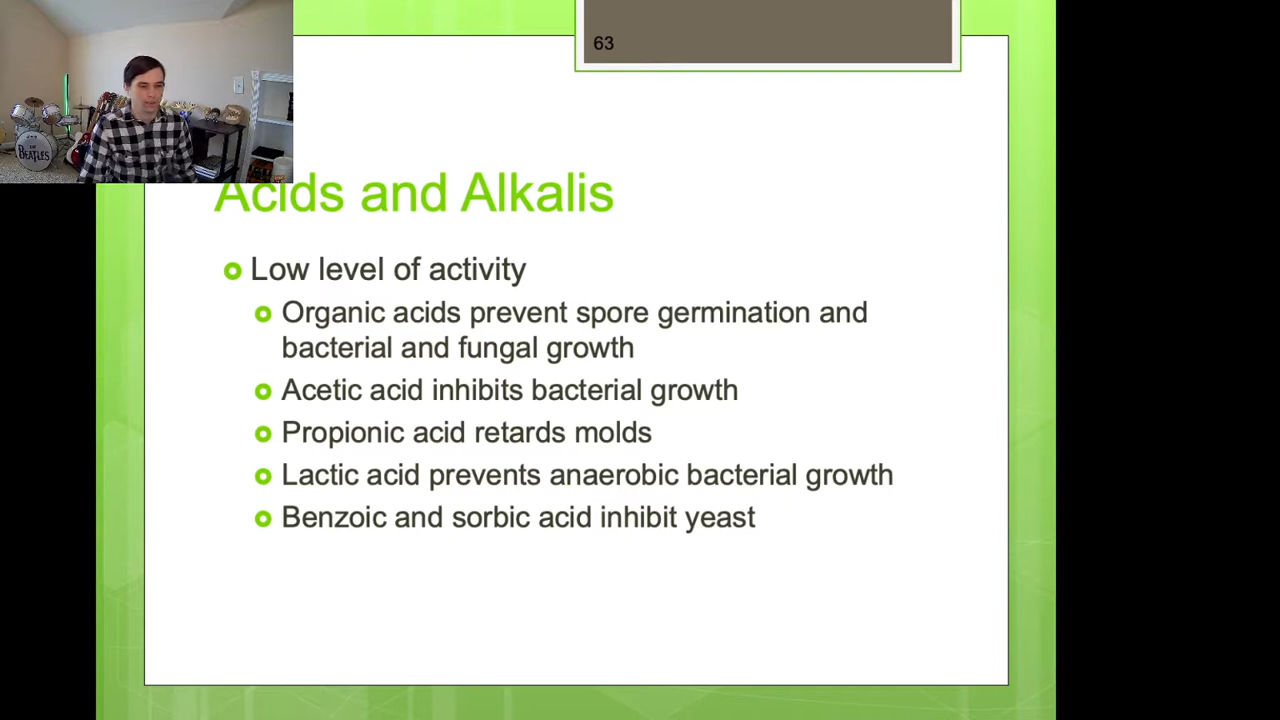 63
BEATLES
Acids and Alkalis
Low level of activity
Organic acids prevent spore germination and
bacterial and fungal growth
Acetic acid inhibits bacterial growth
Propionic acid retards molds
Lactic acid prevents anaerobic bacterial growth
Benzoic and sorbic acid inhibit yeast